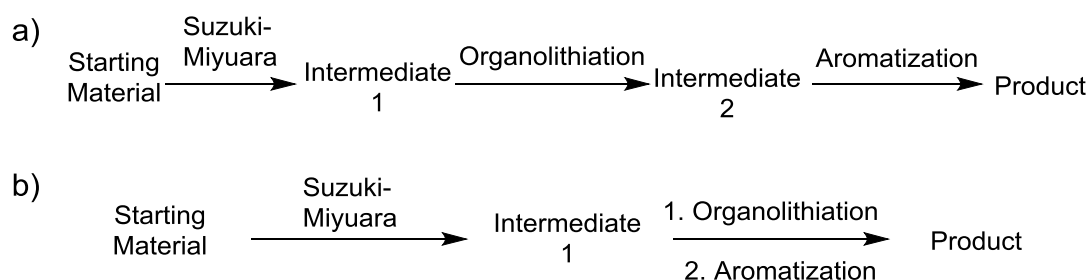 a)
Starting
Material
Suzuki-
Miyuara
Intermediate
1
Organolithiation
Intermediate
2
Aromatization
Product
b)
Starting
Material
Suzuki-
Miyuara
Intermediate
1
1. Organolithiation
2. Aromatization
Product